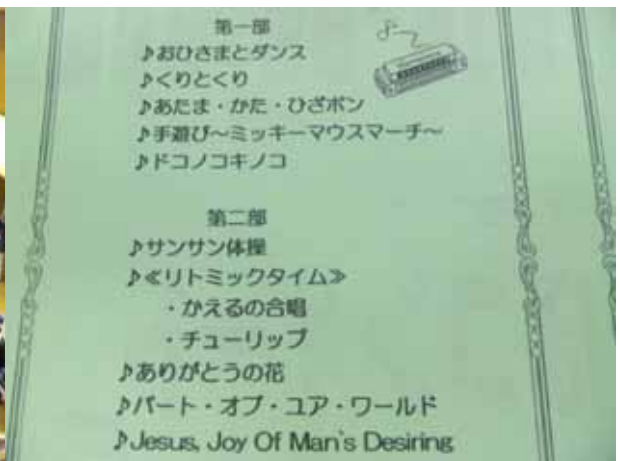 第一部
♪おひさまとダンス
♪くりとくり
♪あたま・かた・ひざポン
♪手遊び～ミッキーマウスマーチ～
♪ドコノコキノコ
第二部
♪サンサン体操
♪≪リトミックタイム≫
・かえるの合唱
・チューリップ
♪ありがとうの花
♪パート・オブ・ユア・ワールド
♪Jesus, Joy Of Man's Desiring